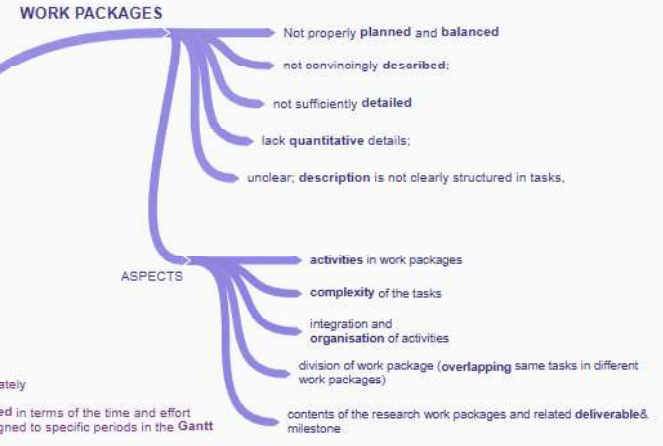 WORK PACKAGES
Not properly planned and balanced
not convincingly described;
not sufficiently detailed
lack quantitative details;
unclear; description is not clearly structured in tasks,
ASPECTS
activities in work packages
complexity of the tasks
integration and
organisation of activities
division of work package (overlapping same tasks in different
work packages)
contents of the research work packages and related deliverable&
milestone
ately
ed in terms of the time and effort
gned to specific periods in the Gantt